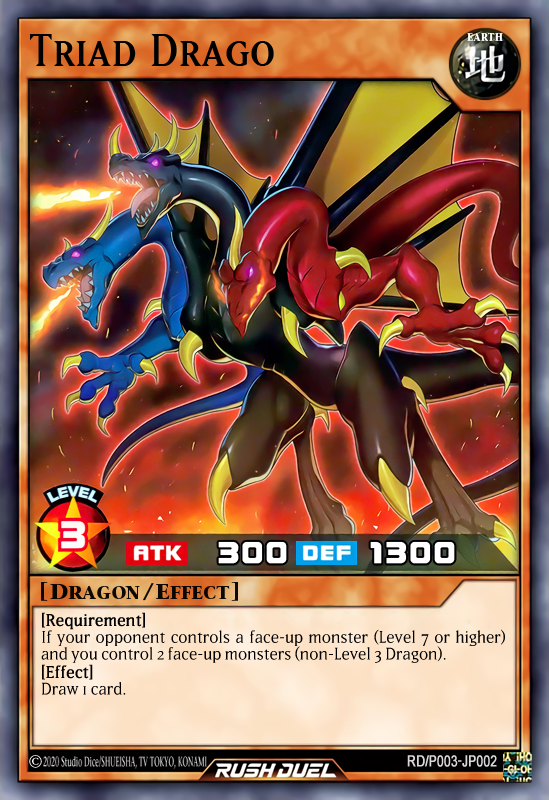 TRIAD DRAGO
EARTH
地
LEVEL
3
ATK 300 DEF 1300
[DRAGON/EFFECT]
[Requirement]
If your opponent controls a face-up monster (Level 7 or higher)
and you control 2 face-up monsters (non-Level 3 Dragon).
[Effect]
Draw 1 card.
©2020 Studio Dice/SHUEISHA, TV TOKYO, KONAMI
RUSH DUEL
RD/P003-JP002